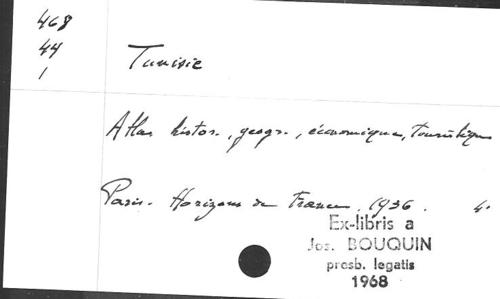 468
44
1
Tunisie
Atlas histor., geogr., économique, touristique
Paris. Horizons de France. 1936. 4°
Ex-libris a
Jos. BOUQUIN
presb. legatis
1968